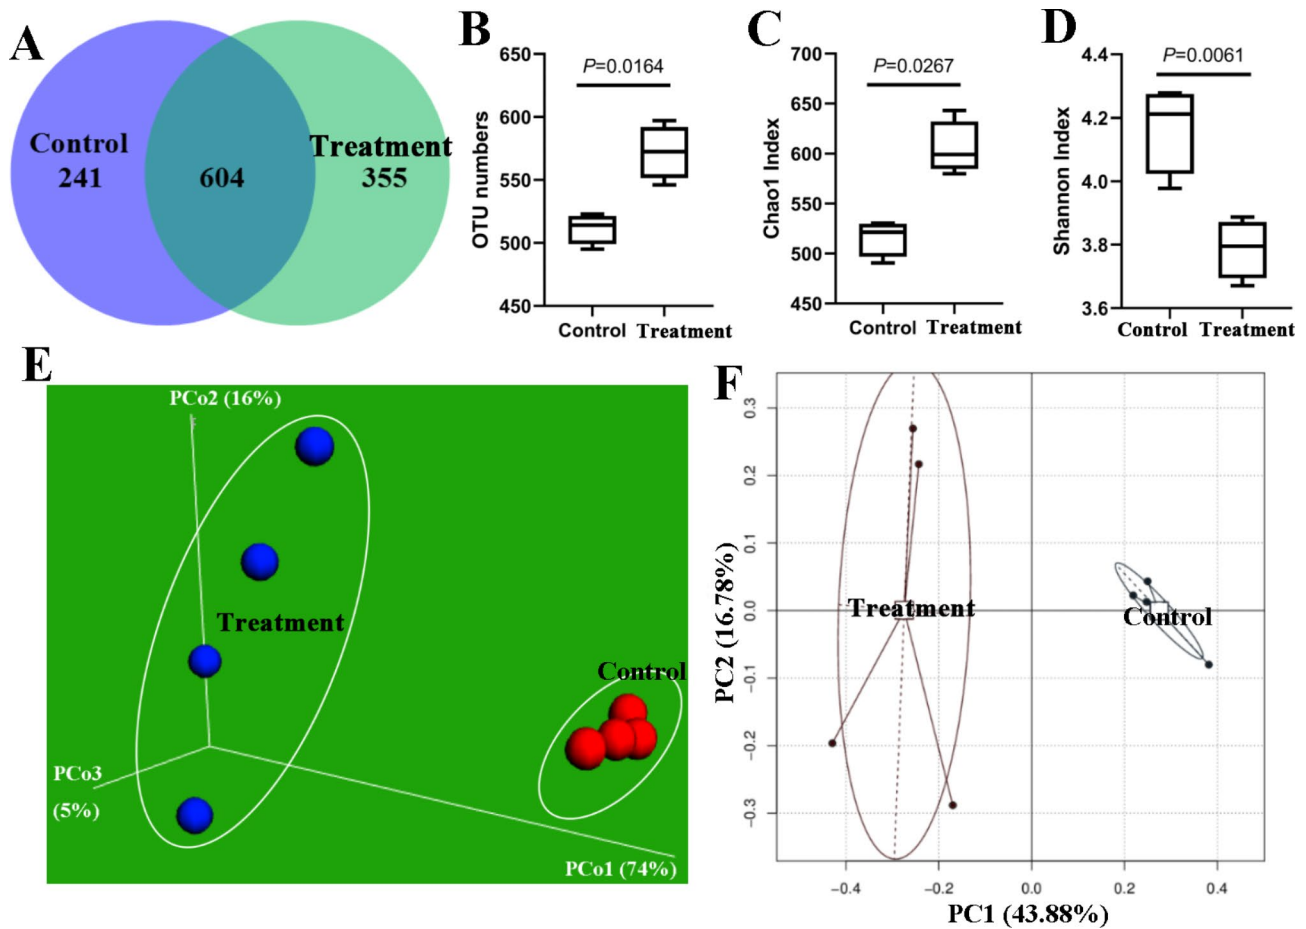 A
Control
241
604
Treatment
355
B
P=0.0164
OTU numbers
650
600
550
500
450
Control
Treatment
C
P=0.0267
Chao1 Index
700
650
600
550
500
450
Control
Treatment
D
P=0.0061
Shannon Index
4.4
4.2
4.0
3.8
3.6
Control
Treatment
E
PCo2 (16%)
Treatment
Control
PCo3
(5%)
PCo1 (74%)
F
PC2 (16.78%)
0.3
0.2
0.1
0.0
−0.1
−0.2
−0.3
Treatment
Control
−0.4
−0.2
0.0
0.2
0.4
PC1 (43.88%)